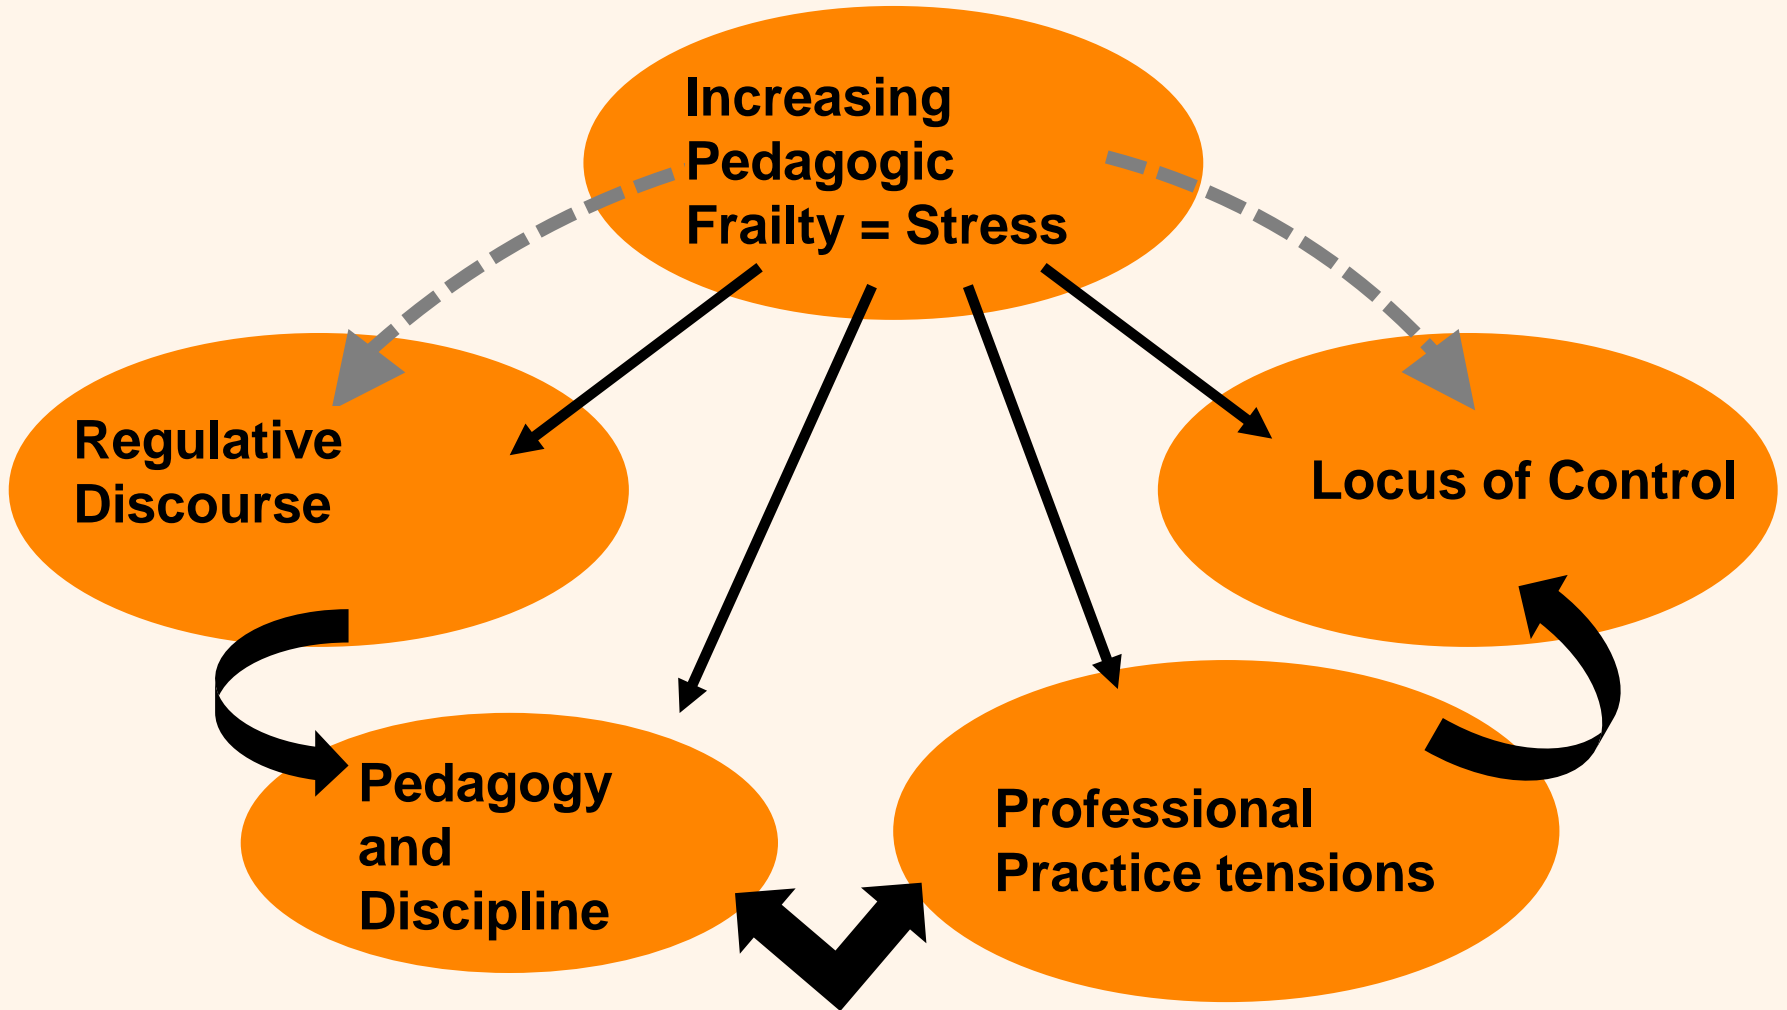 Increasing
Pedagogic
Frailty = Stress
Regulative
Discourse
Locus of Control
Pedagogy
and
Discipline
Professional
Practice tensions